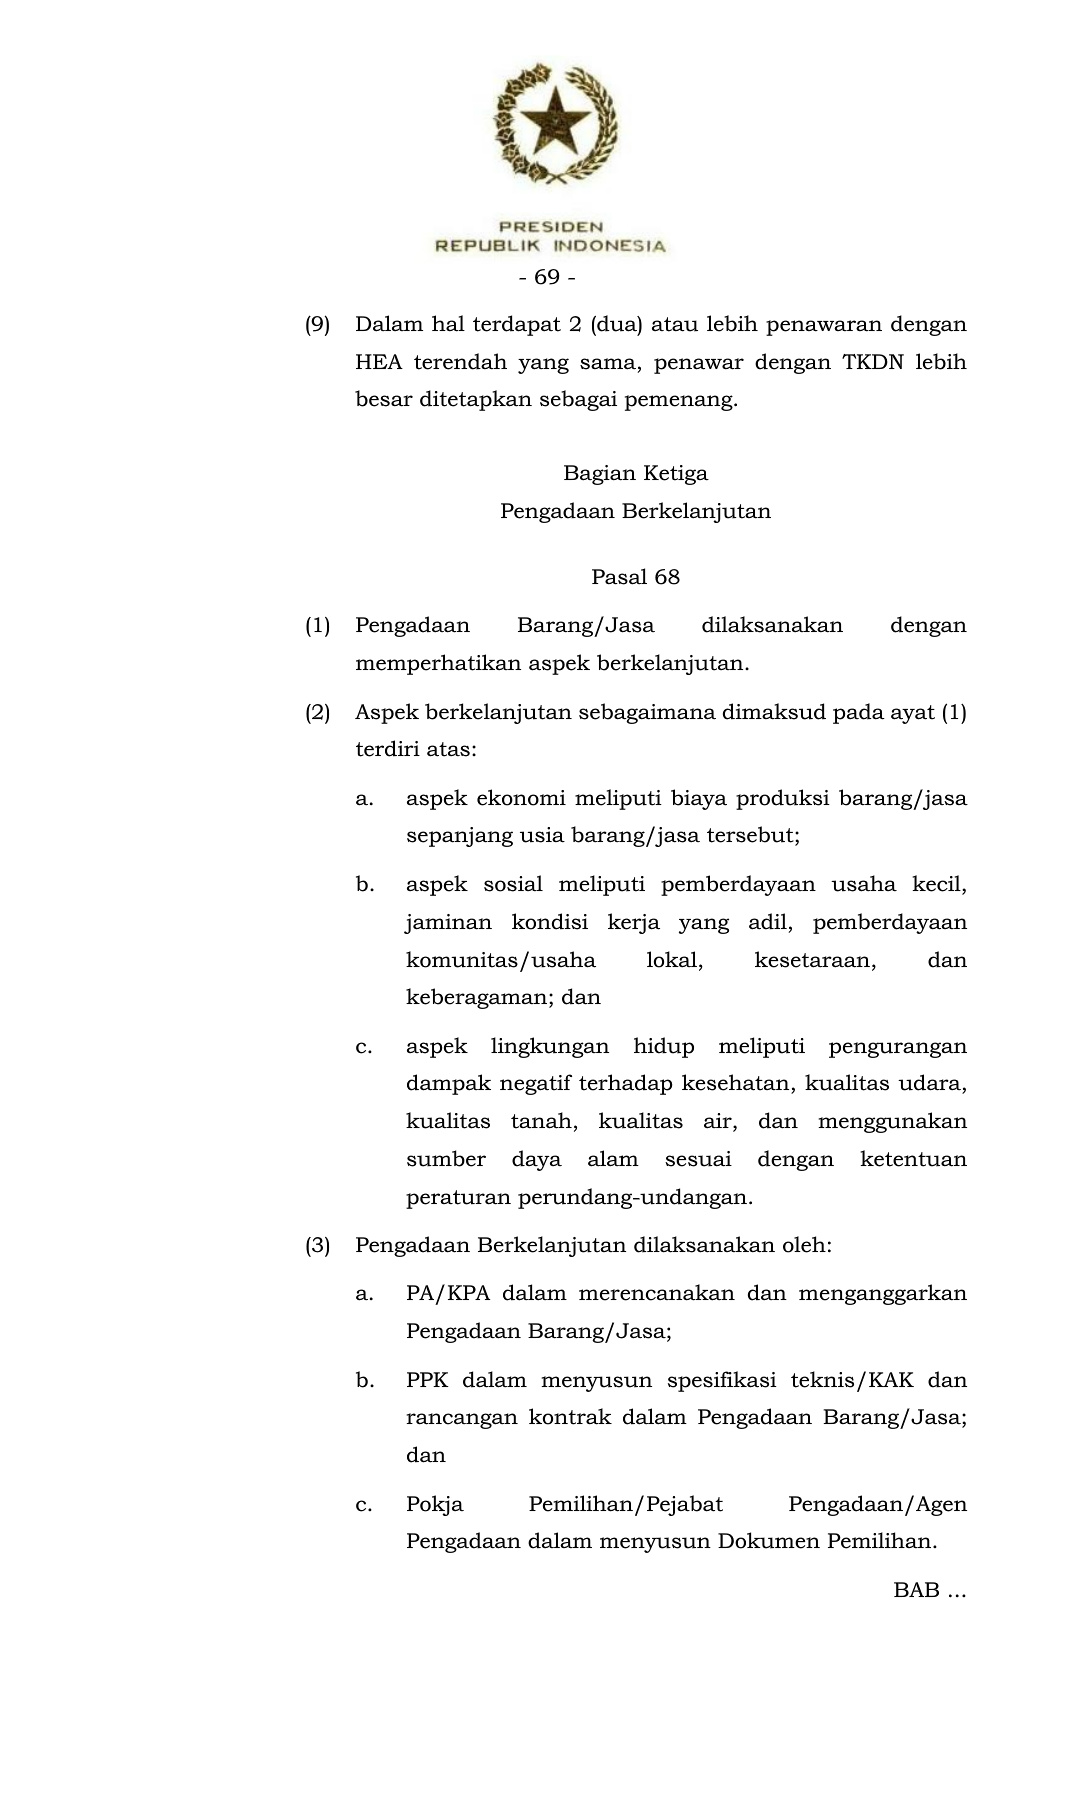 PRESIDEN
REPUBLIK INDONESIA
- 69 -
(9) Dalam hal terdapat 2 (dua) atau lebih penawaran dengan
HEA terendah yang sama, penawar dengan TKDN lebih
besar ditetapkan sebagai pemenang.
Bagian Ketiga
Pengadaan Berkelanjutan
Pasal 68
(1) Pengadaan Barang/Jasa dilaksanakan dengan
memperhatikan aspek berkelanjutan.
(2) Aspek berkelanjutan sebagaimana dimaksud pada ayat (1)
terdiri atas:
a. aspek ekonomi meliputi biaya produksi barang/jasa
sepanjang usia barang/jasa tersebut;
b. aspek sosial meliputi pemberdayaan usaha kecil,
jaminan kondisi kerja yang adil, pemberdayaan
komunitas/usaha lokal, kesetaraan, dan
keberagaman; dan
c. aspek lingkungan hidup meliputi pengurangan
dampak negatif terhadap kesehatan, kualitas udara,
kualitas tanah, kualitas air, dan menggunakan
sumber daya alam sesuai dengan ketentuan
peraturan perundang-undangan.
(3) Pengadaan Berkelanjutan dilaksanakan oleh:
a. PA/KPA dalam merencanakan dan menganggarkan
Pengadaan Barang/Jasa;
b. PPK dalam menyusun spesifikasi teknis/KAK dan
rancangan kontrak dalam Pengadaan Barang/Jasa;
dan
c. Pokja Pemilihan/Pejabat Pengadaan/Agen
Pengadaan dalam menyusun Dokumen Pemilihan.
BAB ...